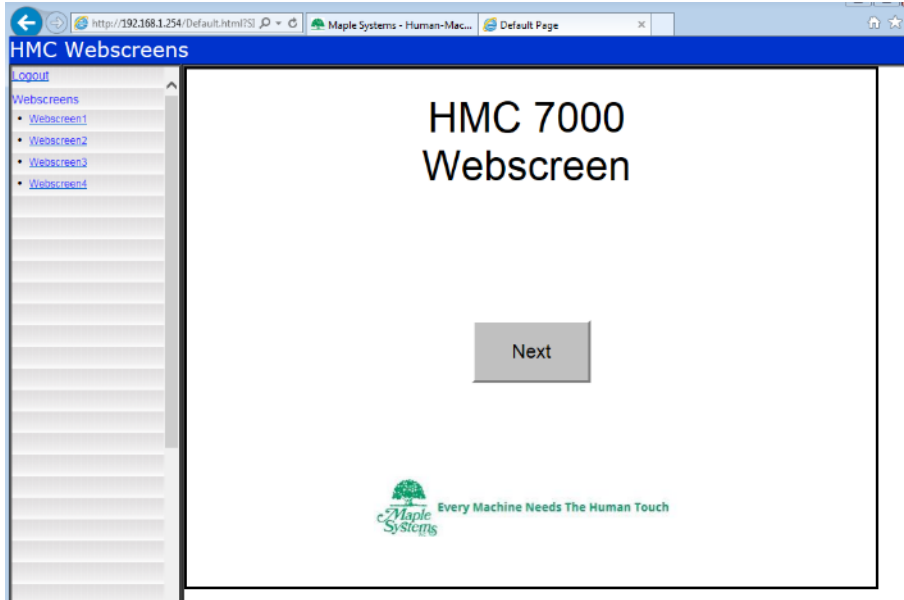 http://192.168.1.254/Default.html?Sl
Maple Systems - Human-Mac...
Default Page
HMC Webscreens
Logout
Webscreens
Webscreen1
Webscreen2
Webscreen3
Webscreen4
HMC 7000
Webscreen
Next
Maple
Systems
Every Machine Needs The Human Touch